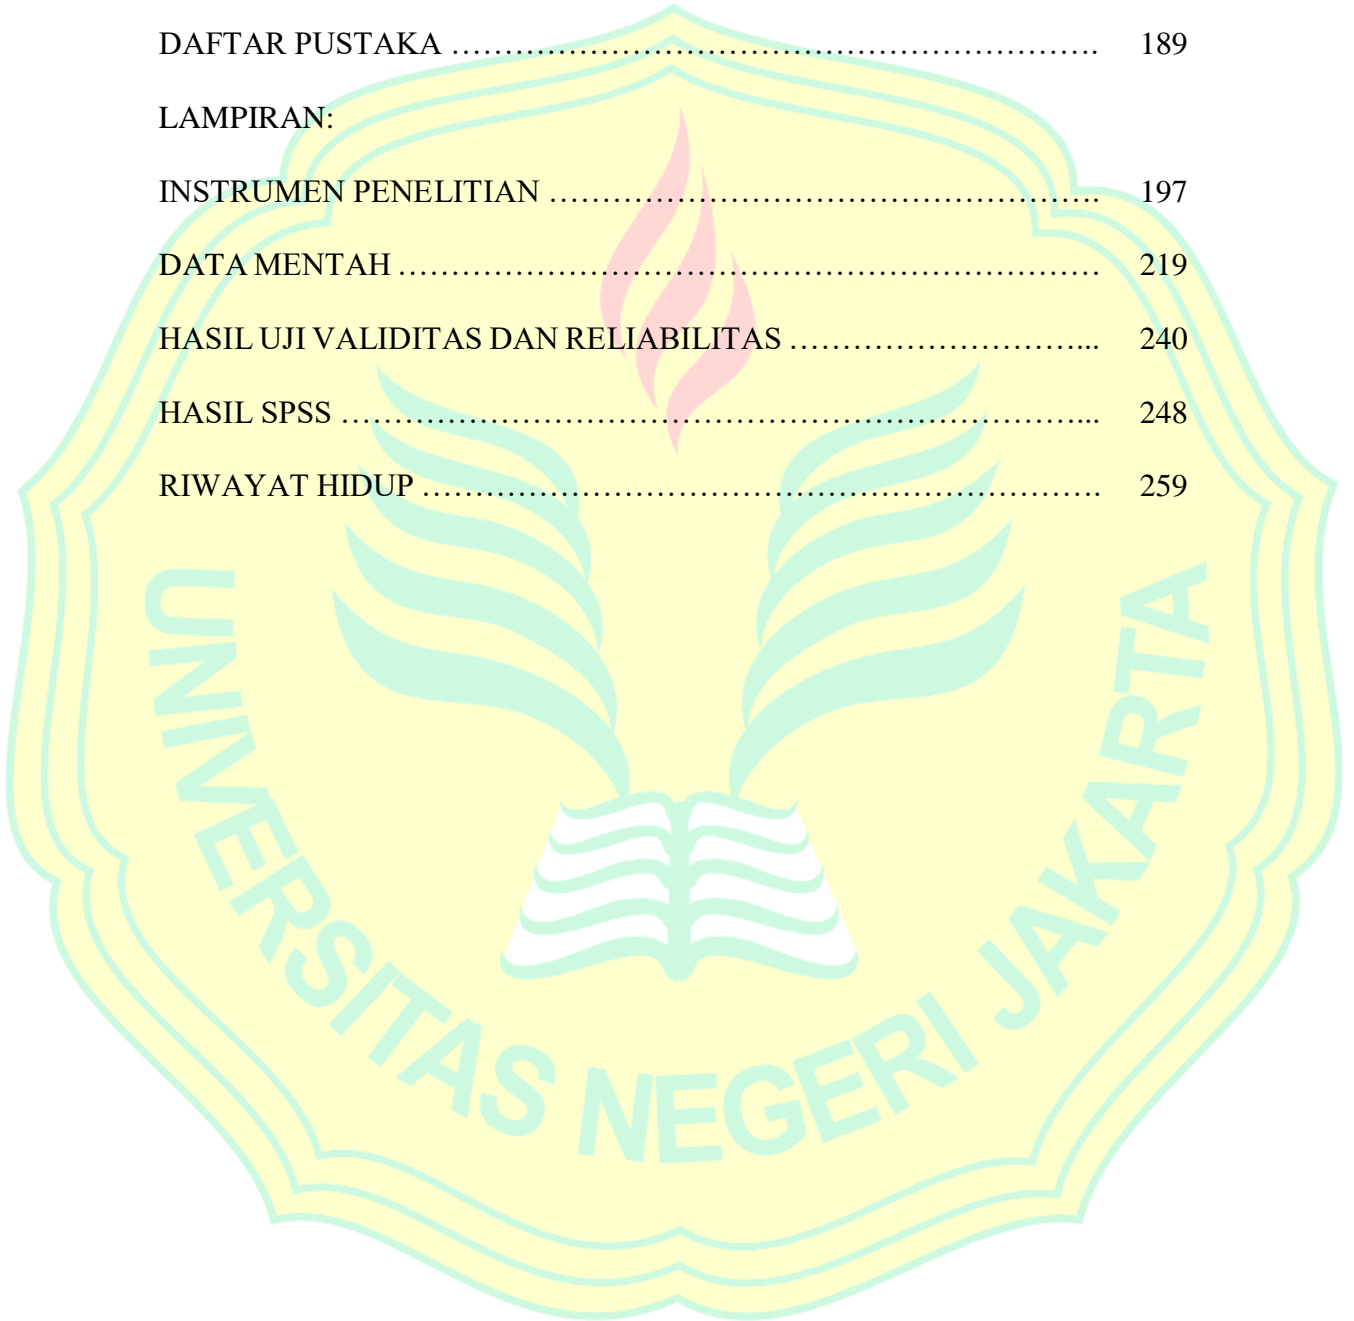 DAFTAR PUSTAKA …………………………………………………………. 189
LAMPIRAN:
INSTRUMEN PENELITIAN ……………………………………………. 197
DATA MENTAH ………………………………………………………… 219
HASIL UJI VALIDITAS DAN RELIABILITAS ………………………... 240
HASIL SPSS …………………………………………………………... 248
RIWAYAT HIDUP ………………………………………………………. 259
UNIVERSITAS NEGERI JAKARTA